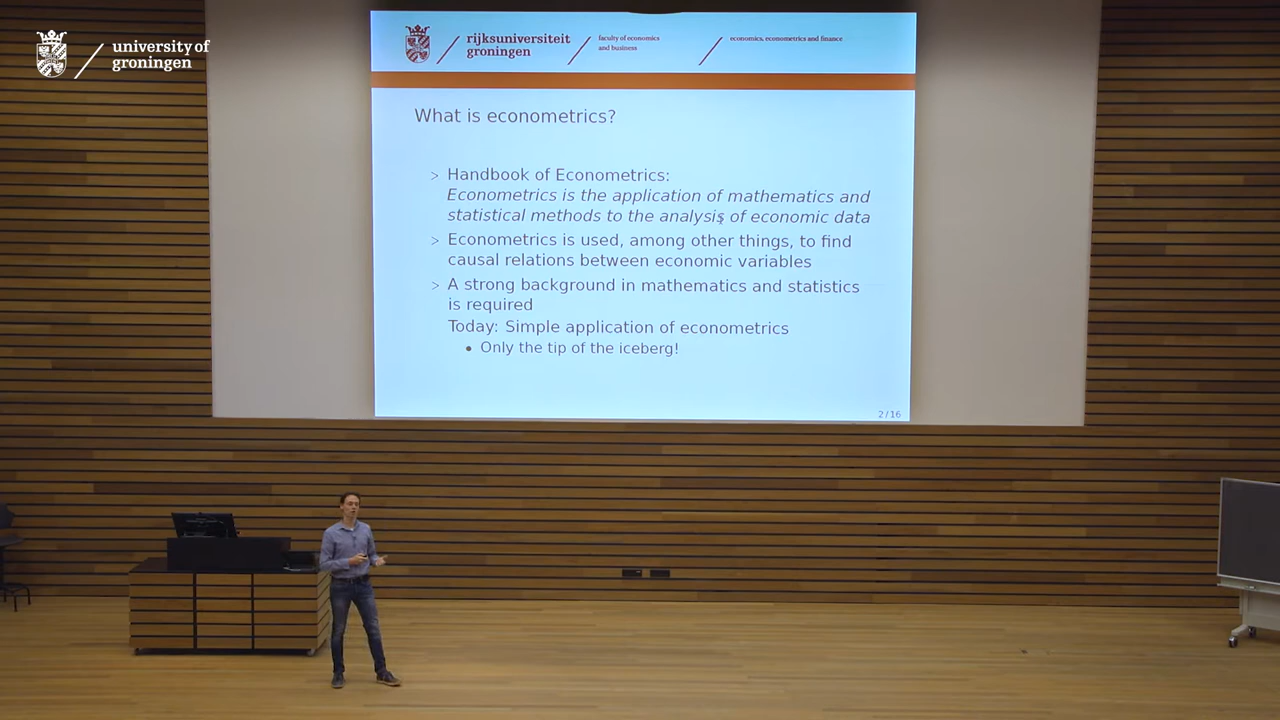 university of
groningen
rijksuniversiteit
groningen
faculty of economics
and business
economics, econometrics and finance
What is econometrics?
> Handbook of Econometrics:
Econometrics is the application of mathematics and
statistical methods to the analysis of economic data
> Econometrics is used, among other things, to find
causal relations between economic variables
> A strong background in mathematics and statistics
is required
Today: Simple application of econometrics
• Only the tip of the iceberg!
2 / 16